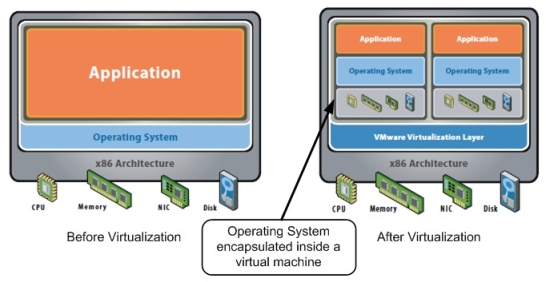 Application
Operating System
x86 Architecture
CPU
Memory
NIC
Disk
Before Virtualization
Application
Application
Operating System
Operating System
VMware Virtualization Layer
x86 Architecture
CPU
Memory
NIC
Disk
After Virtualization
Operating System
encapsulated inside a
virtual machine